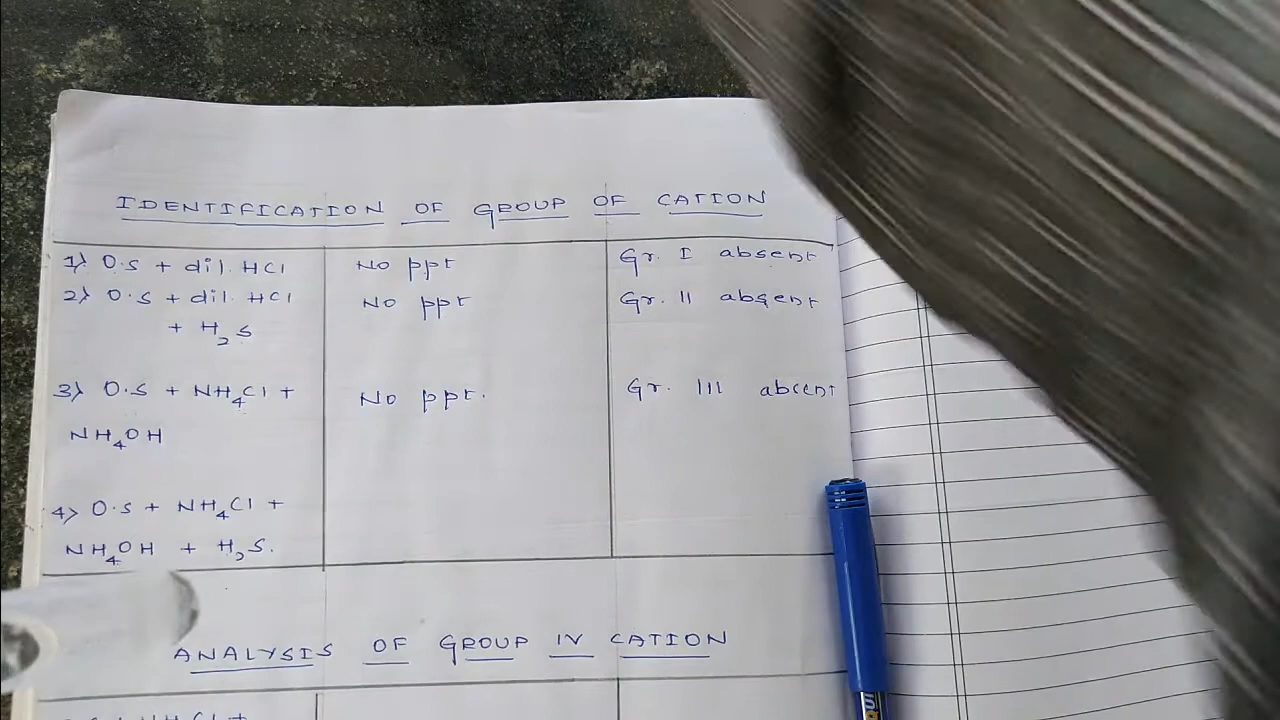 IDENTIFICATION OF GROUP OF CATION
1) O.S + dil. HCl No ppt Gr. I absent
2) O.S + dil. HCl No ppt Gr. II absent
+ H2S
3) O.S + NH4Cl + No ppt. Gr. III absent
NH4OH
4) O.S + NH4Cl +
NH4OH + H2S.
ANALYSIS OF GROUP IV CATION